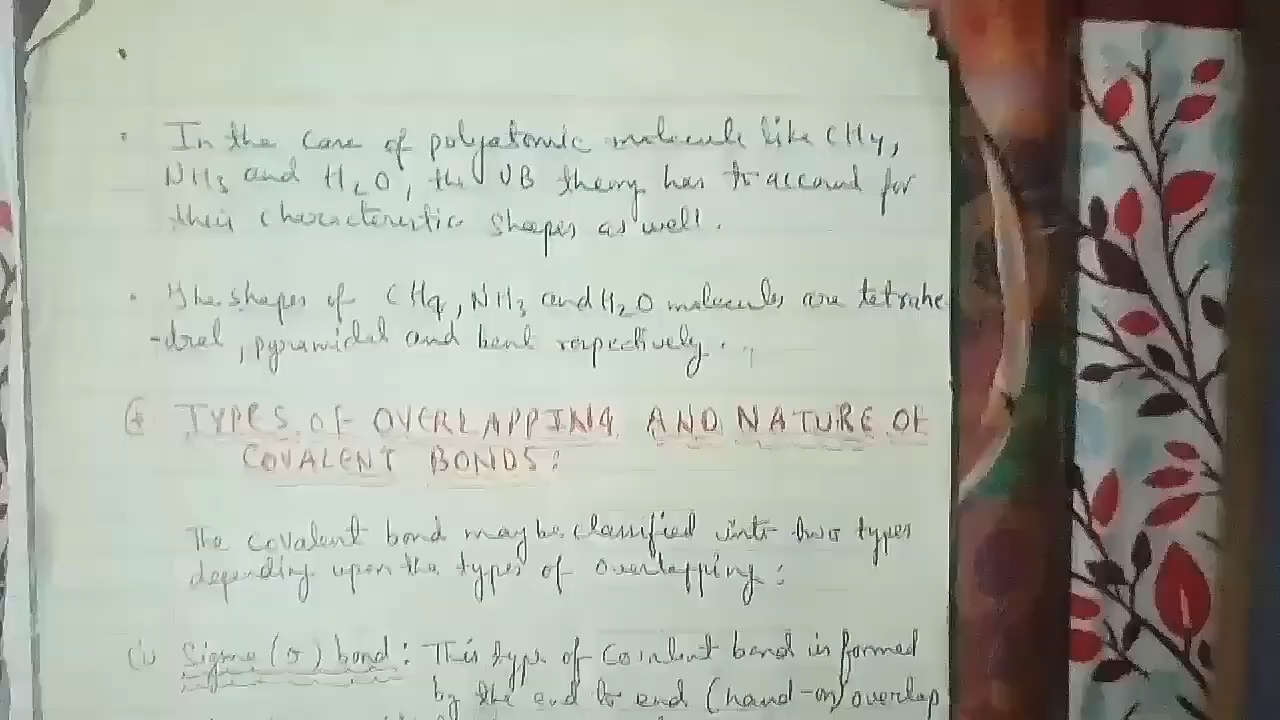 In the case of polyatomic molecule like CH4,
NH3 and H2O, the VB theory has to account for
their characteristic shapes as well.
The shapes of CH4, NH3 and H2O molecules are tetrahe
-dral, pyramidal and bent respectively.
TYPES OF OVERLAPPING AND NATURE OF
COVALENT BONDS:
The covalent bond may be classified into two types
depending upon the types of overlapping:
(i) Sigma (σ) bond: This type of covalent bond is formed
by the end to end (hand-on) overlap